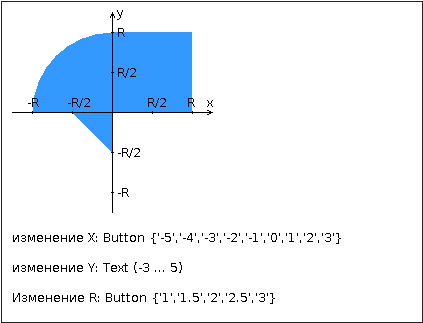 y
R
R/2
-R -R/2 R/2 R x
-R/2
-R
изменение X: Button {'-5','-4','-3','-2','-1','0','1','2','3'}
изменение Y: Text (-3 ... 5)
Изменение R: Button {'1','1.5','2','2.5','3'}